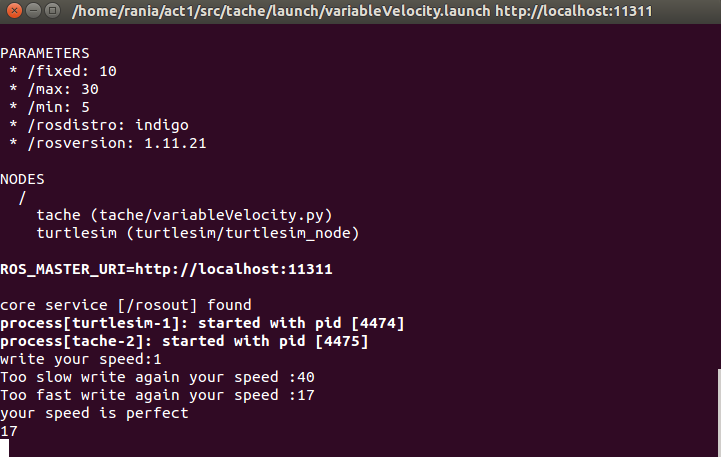 /home/rania/act1/src/tache/launch/variableVelocity.launch http://localhost:11311
PARAMETERS
 * /fixed: 10
 * /max: 30
 * /min: 5
 * /rosdistro: indigo
 * /rosversion: 1.11.21
NODES
  /
    tache (tache/variableVelocity.py)
    turtlesim (turtlesim/turtlesim_node)
ROS_MASTER_URI=http://localhost:11311
core service [/rosout] found
process[turtlesim-1]: started with pid [4474]
process[tache-2]: started with pid [4475]
write your speed:1
Too slow write again your speed :40
Too fast write again your speed :17
your speed is perfect
17